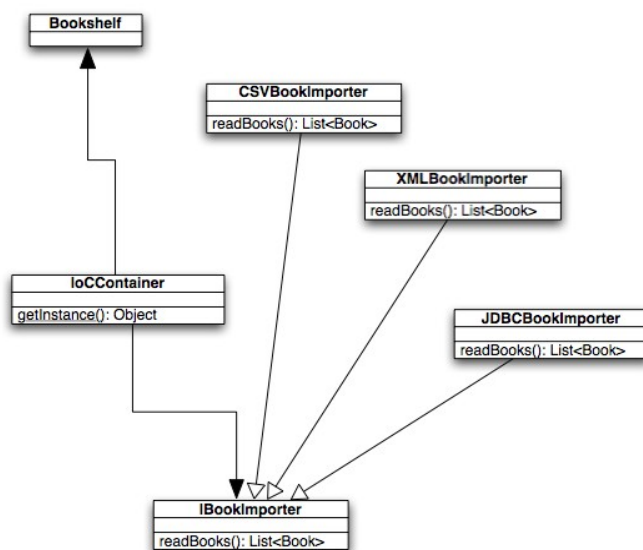 Bookshelf
CSVBookImporter
readBooks(): List<Book>
XMLBookImporter
readBooks(): List<Book>
IoCContainer
getInstance(): Object
JDBCBookImporter
readBooks(): List<Book>
IBookImporter
readBooks(): List<Book>